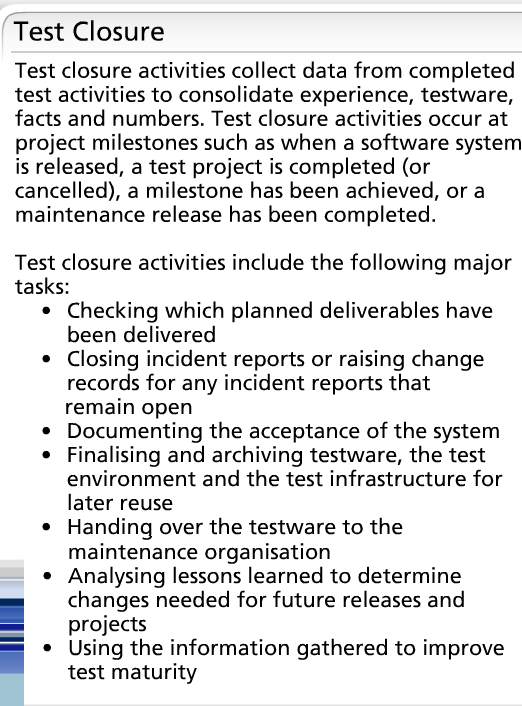 Test Closure
Test closure activities collect data from completed
test activities to consolidate experience, testware,
facts and numbers. Test closure activities occur at
project milestones such as when a software system
is released, a test project is completed (or
cancelled), a milestone has been achieved, or a
maintenance release has been completed.
Test closure activities include the following major
tasks:
• Checking which planned deliverables have
been delivered
• Closing incident reports or raising change
records for any incident reports that
remain open
• Documenting the acceptance of the system
• Finalising and archiving testware, the test
environment and the test infrastructure for
later reuse
• Handing over the testware to the
maintenance organisation
• Analysing lessons learned to determine
changes needed for future releases and
projects
• Using the information gathered to improve
test maturity